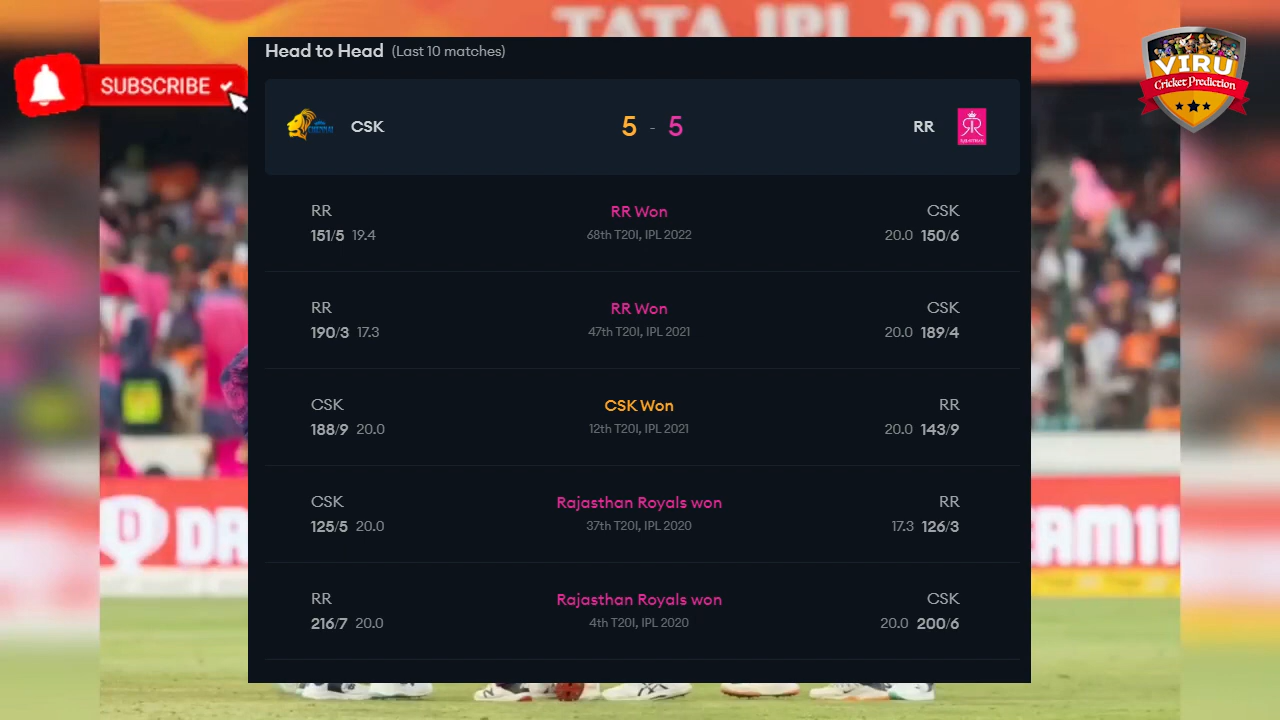 TATA IPL 2023
Head to Head (Last 10 matches)
SUBSCRIBE
VIRU
Cricket Prediction
CSK 5 - 5 RR
RR RR Won CSK
151/5 19.4 68th T20I, IPL 2022 20.0 150/6
RR RR Won CSK
190/3 17.3 47th T20I, IPL 2021 20.0 189/4
CSK CSK Won RR
188/9 20.0 12th T20I, IPL 2021 20.0 143/9
CSK Rajasthan Royals won RR
125/5 20.0 37th T20I, IPL 2020 17.3 126/3
DR
EAM11
RR Rajasthan Royals won CSK
216/7 20.0 4th T20I, IPL 2020 20.0 200/6